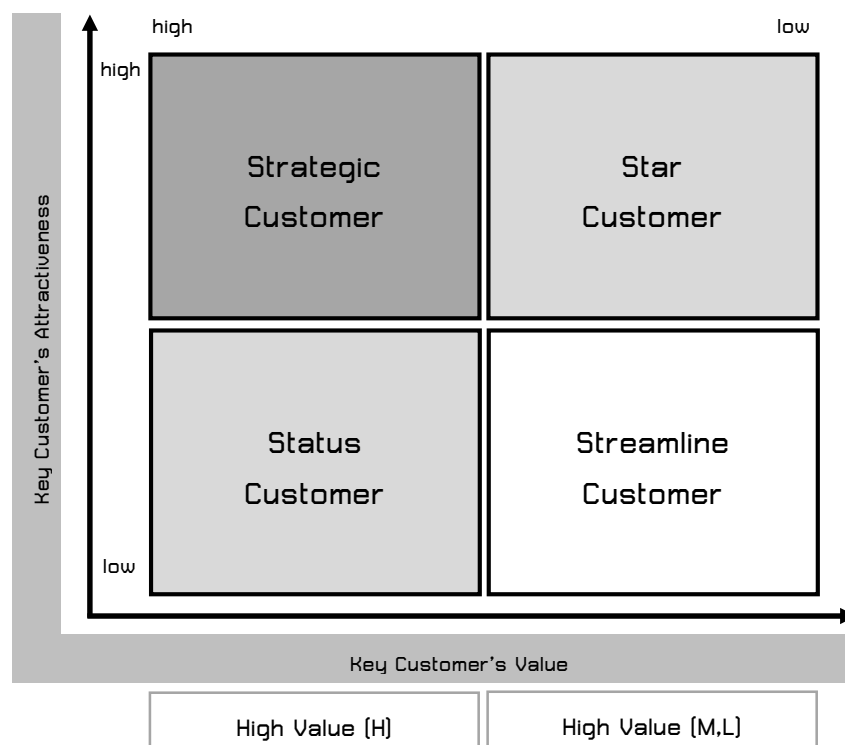 high
low
high
Strategic
Customer
Star
Customer
Key Customer's Attractiveness
Status
Customer
Streamline
Customer
low
Key Customer's Value
High Value (H)
High Value (M,L)